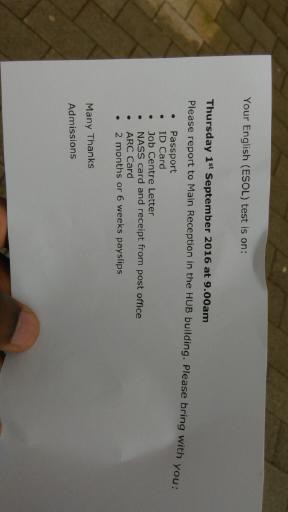 Your English (ESOL) test is on:
Thursday 1st September 2016 at 9.00am
Please report to Main Reception in the HUB building. Please bring with you:
• Passport
• ID Card
• Job Centre Letter
• NASS card and receipt from post office
• ARC Card
• 2 months or 6 weeks payslips
Many Thanks
Admissions